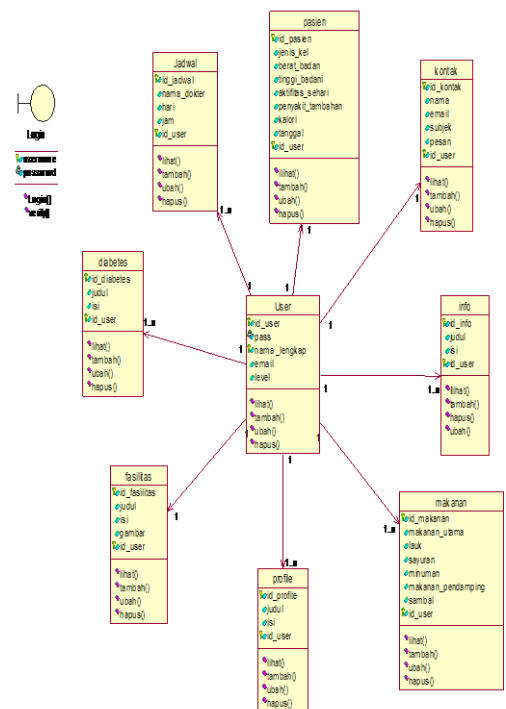 pasien
id_pasien
jenis_kel
berat_badan
tinggi_badani
aktifitas_sehari
penyakit_tambahan
kalori
tanggal
id_user
lilihat()
tambah()
ubah()
hapus()
Jadwal
id_jadwal
nama_dokter
hari
jam
id_user
lihat()
tambah()
ubah()
hapus()
kontak
id_kontak
nama
email
subjek
pesan
id_user
lihat()
tambah()
ubah()
hapus()
Login
username
password
Login()
verify()
1..n
1
1
1
1
1
diabetes
id_diabetes
judul
isi
id_user
lihat()
tambah()
ubah()
hapus()
1..n
1
User
id_user
pass
nama_lengkap
email
level
lihat()
tambah()
ubah()
hapus()
info
id_info
judul
isi
id_user
lihat()
tambah()
hapus()
ubah()
1
1..n
1
1
1
fasilitas
id_fasilitas
judul
isi
gambar
id_user
lihat()
tambah()
ubah()
hapus()
1
makanan
id_makanan
makanan_utama
lauk
sayuran
minuman
makanan_pendamping
sambal
id_user
lihat()
tambah()
ubah()
hapus()
1..n
1..n
profile
id_profile
judul
isi
id_user
lihat()
tambah()
ubah()
hapus()